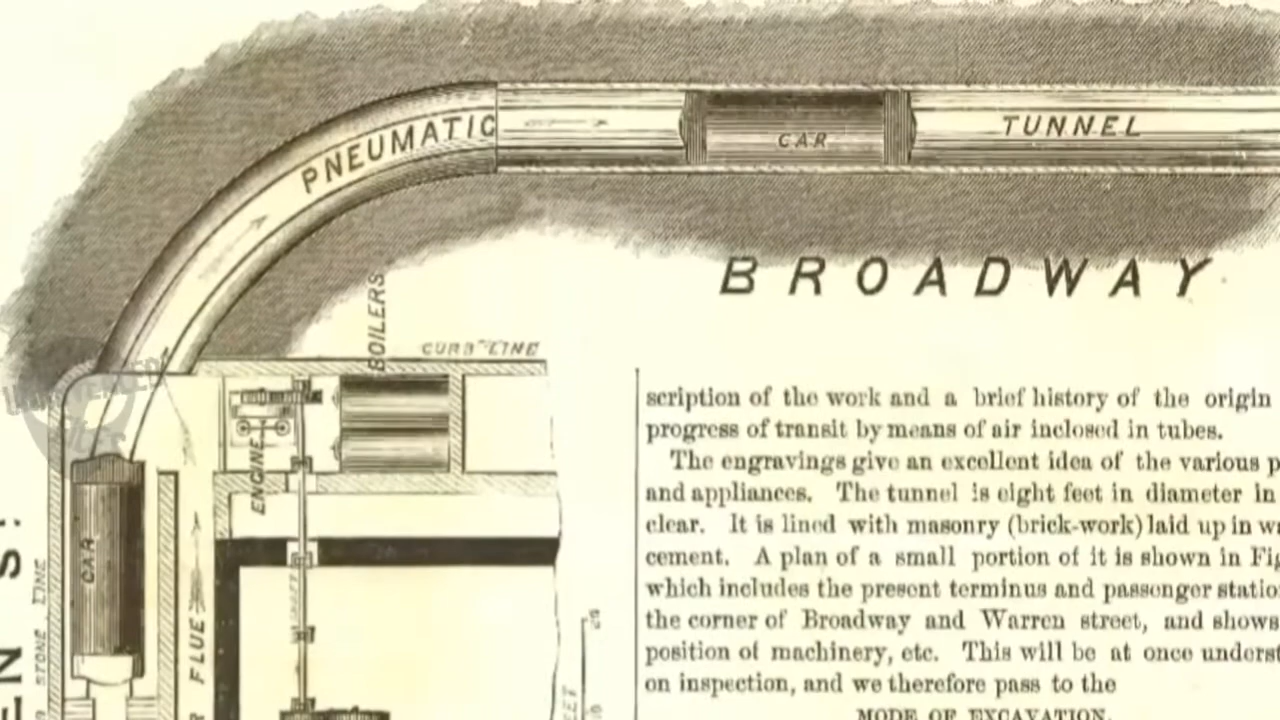 PNEUMATIC
CAR
TUNNEL
BROADWAY
BOILERS
CURB LINE
ENGINE
CAR
FLUE
STONE LINE
EN S!
scription of the work and a brief history of the origin
progress of transit by means of air inclosed in tubes.
The engravings give an excellent idea of the various p
and appliances. The tunnel is eight feet in diameter in
clear. It is lined with masonry (brick-work) laid up in w
cement. A plan of a small portion of it is shown in Fig
which includes the present terminus and passenger statio
the corner of Broadway and Warren street, and shows
position of machinery, etc. This will be at once underst
on inspection, and we therefore pass to the
MODE OF EXCAVATION.